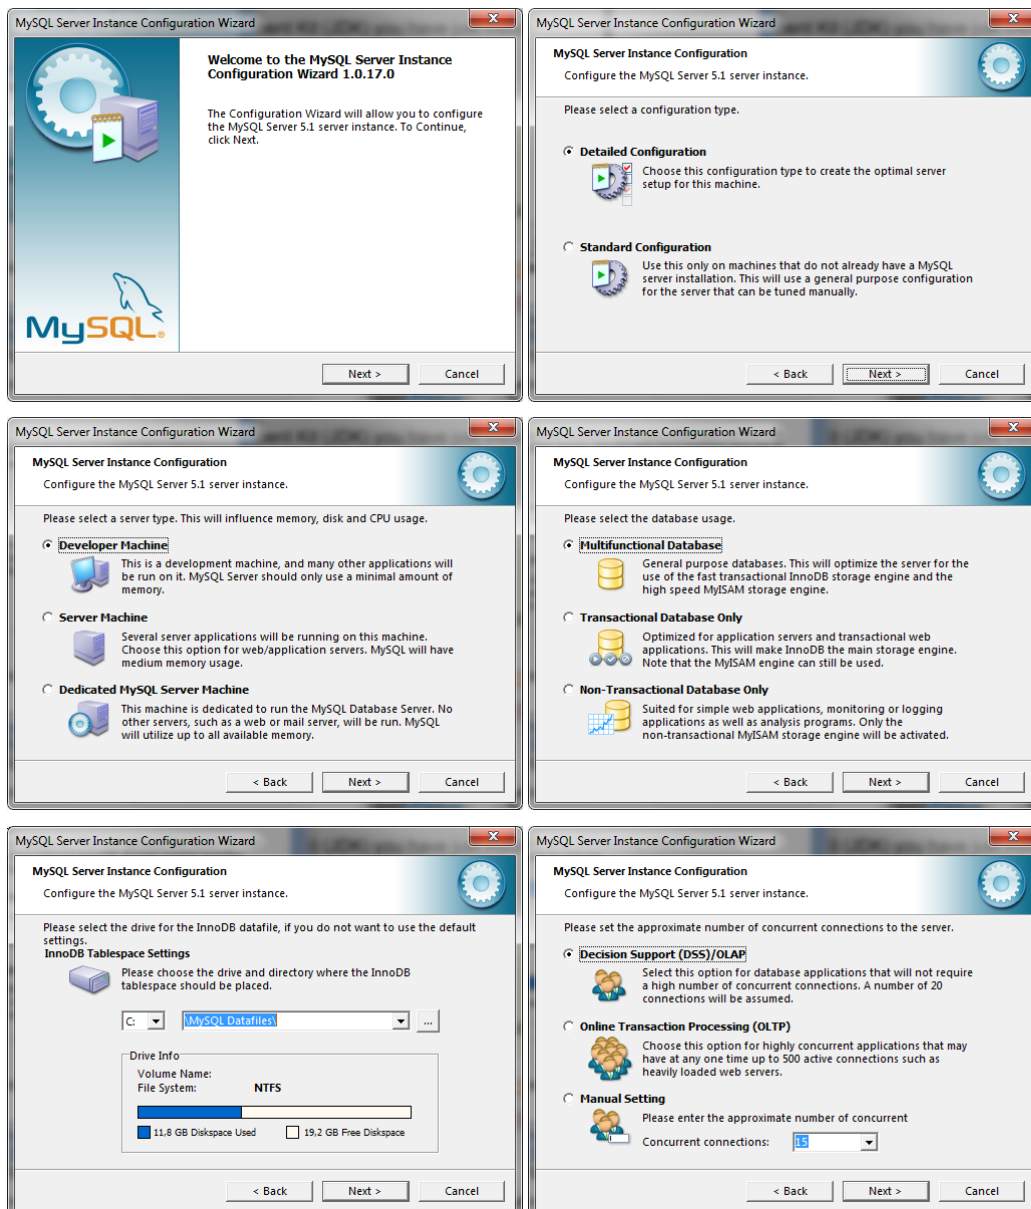 MySQL Server Instance Configuration Wizard
Welcome to the MySQL Server Instance
Configuration Wizard 1.0.17.0
The Configuration Wizard will allow you to configure
the MySQL Server 5.1 server instance. To Continue,
click Next.
MySQL®
Next >
Cancel
MySQL Server Instance Configuration Wizard
MySQL Server Instance Configuration
Configure the MySQL Server 5.1 server instance.
Please select a configuration type.
Detailed Configuration
Choose this configuration type to create the optimal server
setup for this machine.
Standard Configuration
Use this only on machines that do not already have a MySQL
server installation. This will use a general purpose configuration
for the server that can be tuned manually.
< Back
Next >
Cancel
MySQL Server Instance Configuration Wizard
MySQL Server Instance Configuration
Configure the MySQL Server 5.1 server instance.
Please select a server type. This will influence memory, disk and CPU usage.
Developer Machine
This is a development machine, and many other applications will
be run on it. MySQL Server should only use a minimal amount of
memory.
Server Machine
Several server applications will be running on this machine.
Choose this option for web/application servers. MySQL will have
medium memory usage.
Dedicated MySQL Server Machine
This machine is dedicated to run the MySQL Database Server. No
other servers, such as a web or mail server, will be run. MySQL
will utilize up to all available memory.
< Back
Next >
Cancel
MySQL Server Instance Configuration Wizard
MySQL Server Instance Configuration
Configure the MySQL Server 5.1 server instance.
Please select the database usage.
Multifunctional Database
General purpose databases. This will optimize the server for the
use of the fast transactional InnoDB storage engine and the
high speed MyISAM storage engine.
Transactional Database Only
Optimized for application servers and transactional web
applications. This will make InnoDB the main storage engine.
Note that the MyISAM engine can still be used.
Non-Transactional Database Only
Suited for simple web applications, monitoring or logging
applications as well as analysis programs. Only the
non-transactional MyISAM storage engine will be activated.
< Back
Next >
Cancel
MySQL Server Instance Configuration Wizard
MySQL Server Instance Configuration
Configure the MySQL Server 5.1 server instance.
Please select the drive for the InnoDB datafile, if you do not want to use the default
settings.
InnoDB Tablespace Settings
Please choose the drive and directory where the InnoDB
tablespace should be placed.
C:
\MySQL Datafiles\
...
Drive Info
Volume Name:
File System: NTFS
11,8 GB Diskspace Used
19,2 GB Free Diskspace
< Back
Next >
Cancel
MySQL Server Instance Configuration Wizard
MySQL Server Instance Configuration
Configure the MySQL Server 5.1 server instance.
Please set the approximate number of concurrent connections to the server.
Decision Support (DSS)/OLAP
Select this option for database applications that will not require
a high number of concurrent connections. A number of 20
connections will be assumed.
Online Transaction Processing (OLTP)
Choose this option for highly concurrent applications that may
have at any one time up to 500 active connections such as
heavily loaded web servers.
Manual Setting
Please enter the approximate number of concurrent
Concurrent connections: 15
< Back
Next >
Cancel